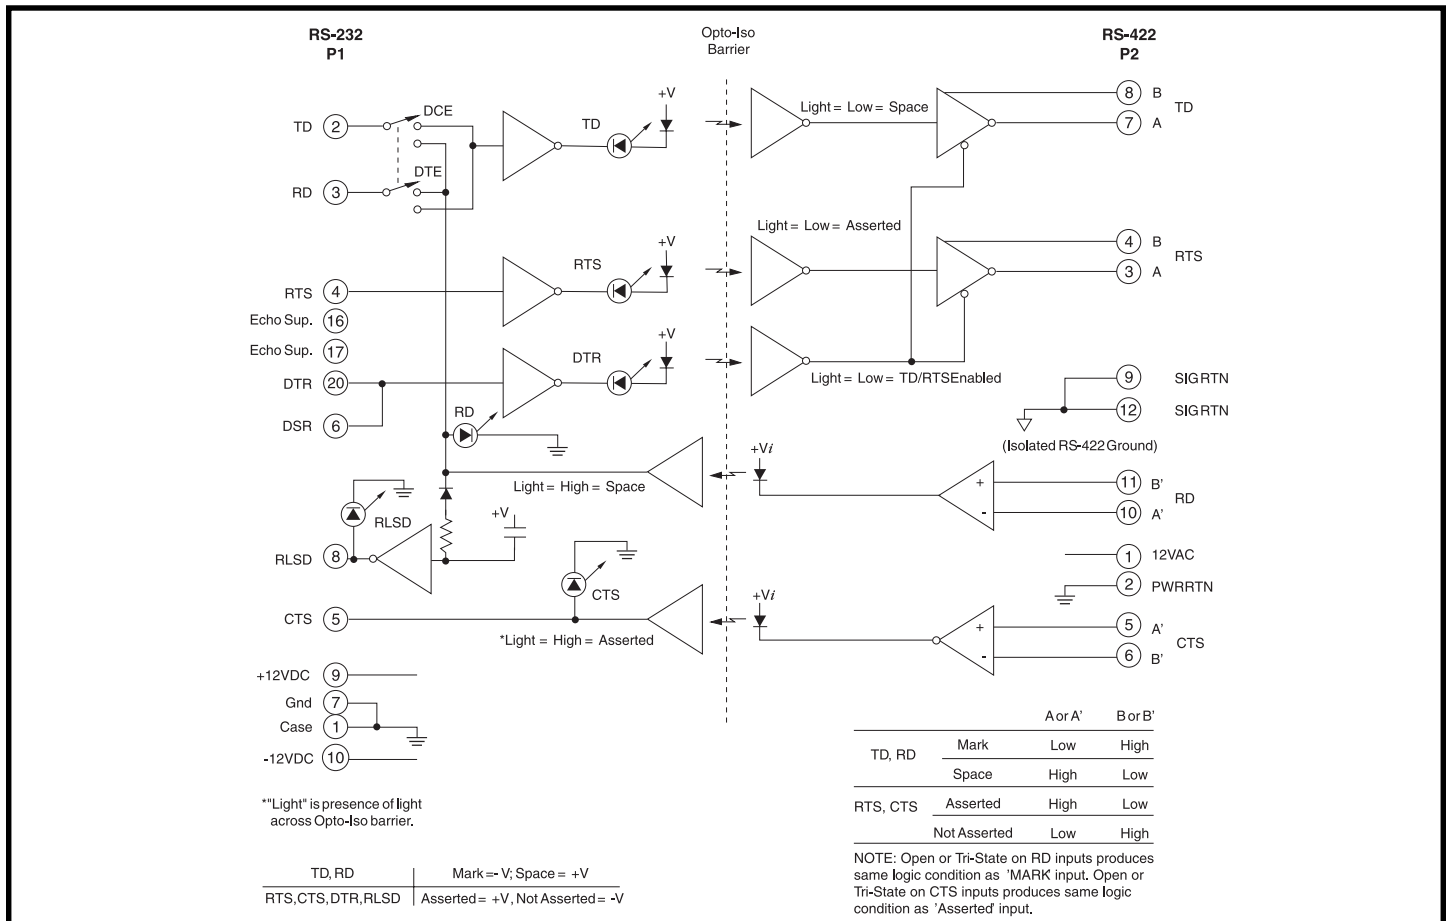 RS-232
P1
Opto-Iso
Barrier
RS-422
P2
TD 2
DCE
TD
+V
Light = Low = Space
8 B
7 A
TD
RD 3
DTE
RTS 4
RTS
+V
Light = Low = Asserted
4 B
3 A
RTS
Echo Sup. 16
Echo Sup. 17
DTR 20
DTR
+V
Light = Low = TD/RTSEnabled
DSR 6
RD
9 SIGRTN
12 SIGRTN
(Isolated RS-422 Ground)
Light = High = Space
+Vi
+
-
11 B'
10 A'
RD
RLSD
+V
RLSD 8
1 12VAC
2 PWRRTN
CTS
CTS 5
*Light = High = Asserted
+Vi
+
-
5 A'
6 B'
CTS
+12VDC 9
Gnd 7
Case 1
-12VDC 10
*"Light" is presence of light
across Opto-Iso barrier.
TD, RD Mark =- V; Space = +V
RTS,CTS,DTR,RLSD Asserted = +V, Not Asserted = -V
A or A' B or B'
TD, RD Mark Low High
Space High Low
RTS, CTS Asserted High Low
Not Asserted Low High
NOTE: Open or Tri-State on RD inputs produces
same logic condition as 'MARK' input. Open or
Tri-State on CTS inputs produces same logic
condition as 'Asserted' input.